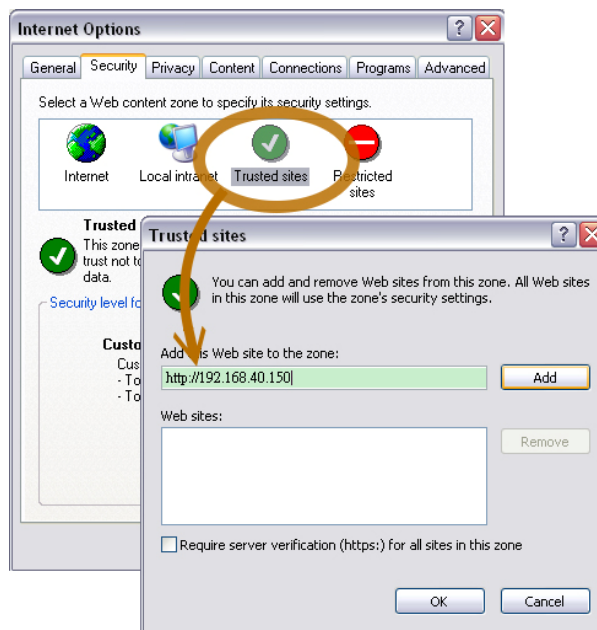 Internet Options
General Security Privacy Content Connections Programs Advanced
Select a Web content zone to specify its security settings.
Internet Local intranet Trusted sites Restricted sites
Trusted
This zone
trust not to
data.
Security level fo
Custo
Cus
- To
- To
Trusted sites
You can add and remove Web sites from this zone. All Web sites
in this zone will use the zone's security settings.
Add this Web site to the zone:
http://192.168.40.150
Add
Web sites:
Remove
Require server verification (https:) for all sites in this zone
OK Cancel